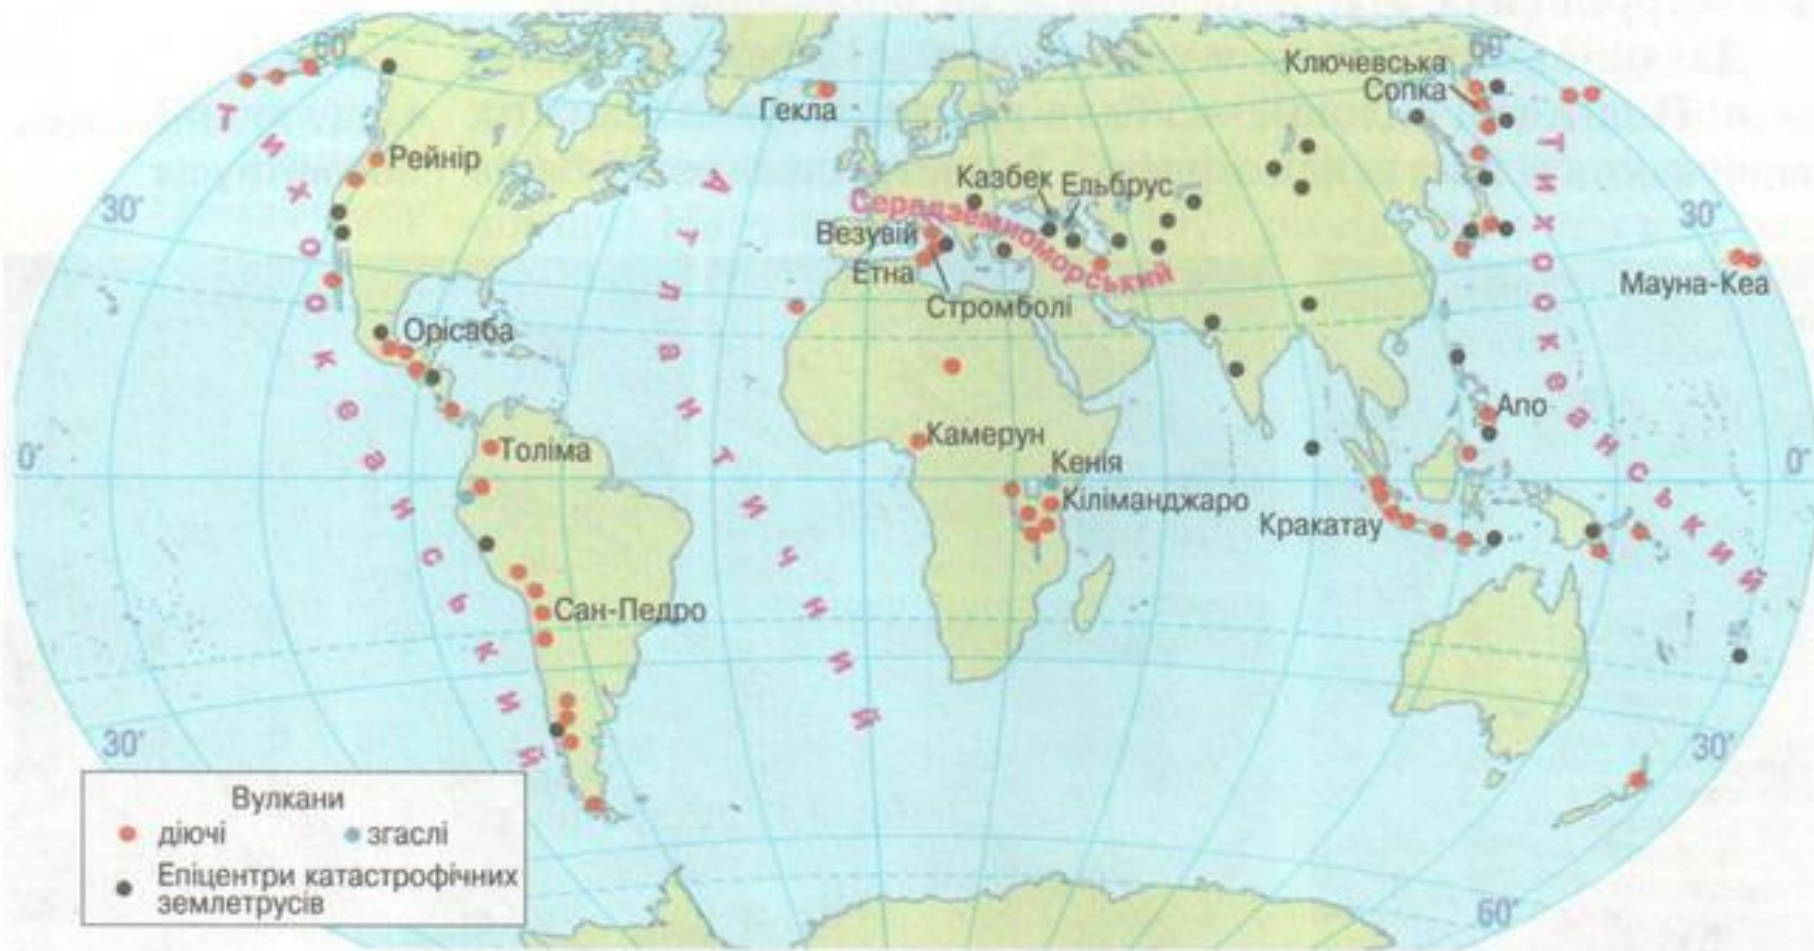 60°
60°
Ключевська
Сопка
Гекла
Рейнір
Казбек
Ельбрус
30°
30°
Середземноморський
Везувій
Етна
Стромболі
Мауна-Кеа
Тихоокеанський
Атлантичний
Тихоокеанський
Орісаба
Апо
Камерун
Толіма
0°
0°
Кенія
Кіліманджаро
Кракатау
Сан-Педро
30°
30°
Вулкани
діючі
згаслі
Епіцентри катастрофічних
землетрусів
60°